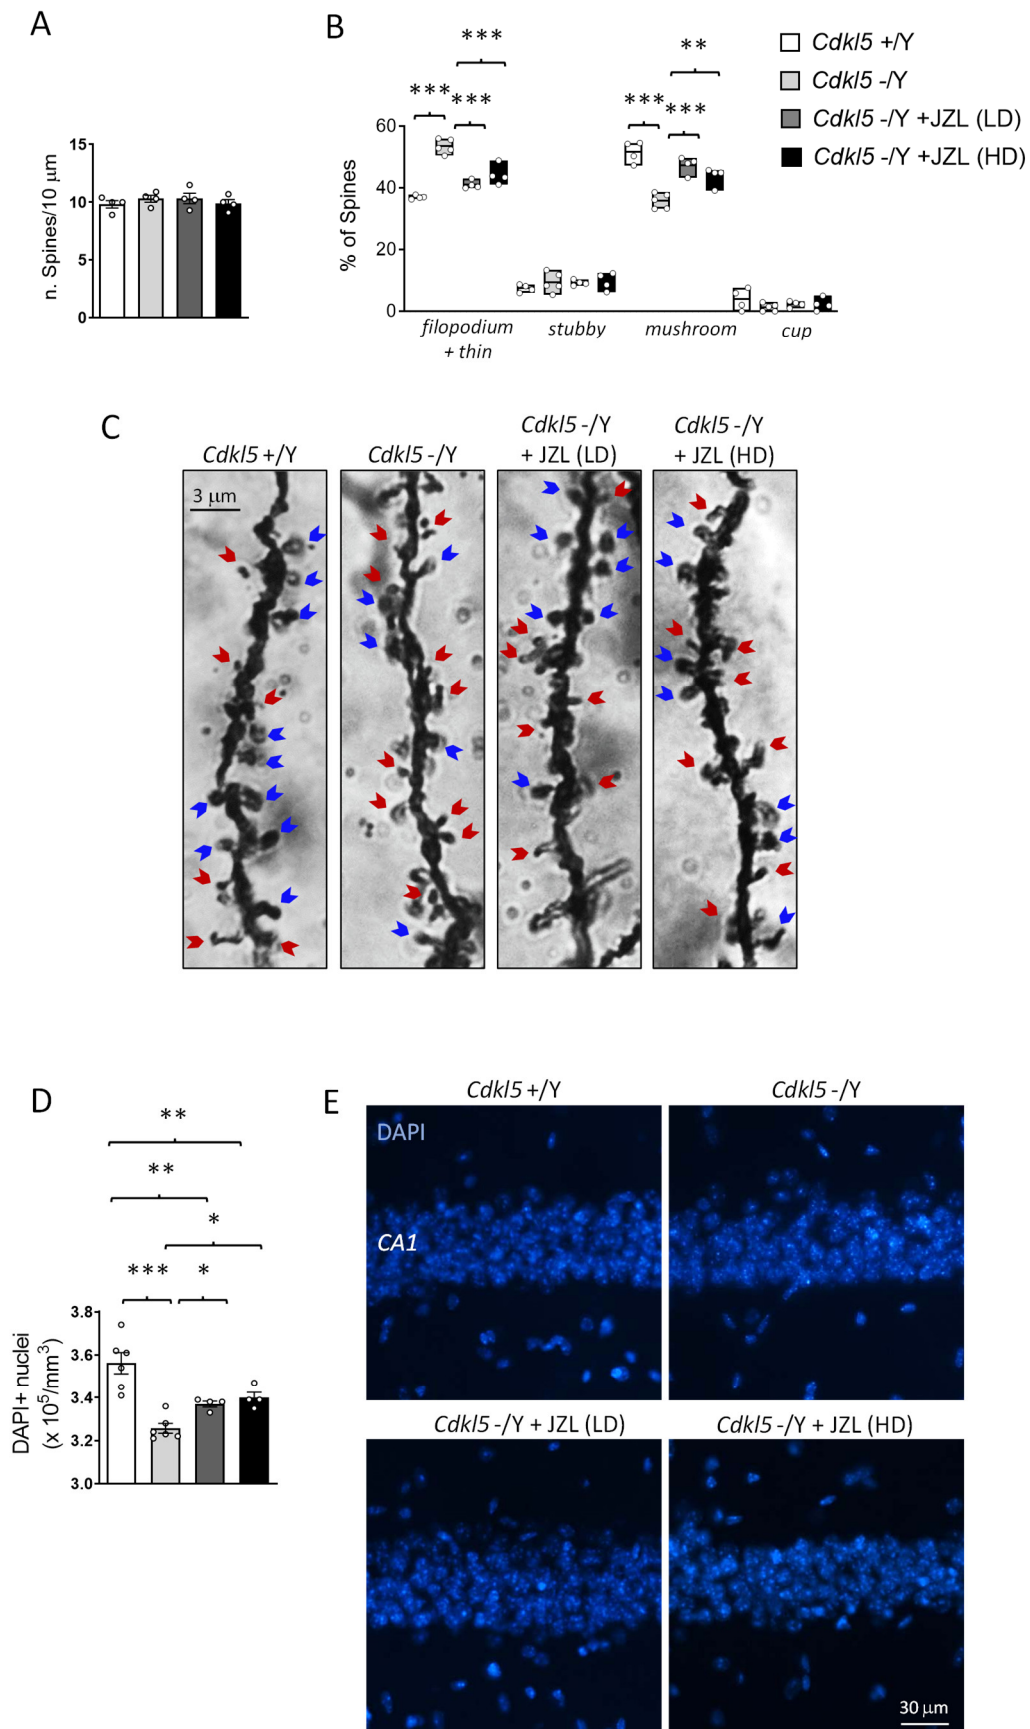 A
n. Spines/10 µm
15
10
5
0
B
% of Spines
60
40
20
0
***
***
***
***
**
***
filopodium
+ thin
stubby
mushroom
cup
Cdkl5 +/Y
Cdkl5 -/Y
Cdkl5 -/Y +JZL (LD)
Cdkl5 -/Y +JZL (HD)
C
Cdkl5 +/Y
Cdkl5 -/Y
Cdkl5 -/Y
+ JZL (LD)
Cdkl5 -/Y
+ JZL (HD)
3 µm
D
**
**
*
***
*
DAPI+ nuclei
(x 10⁵/mm³)
3.8
3.6
3.4
3.2
3.0
E
Cdkl5 +/Y
Cdkl5 -/Y
DAPI
CA1
Cdkl5 -/Y + JZL (LD)
Cdkl5 -/Y + JZL (HD)
30 µm